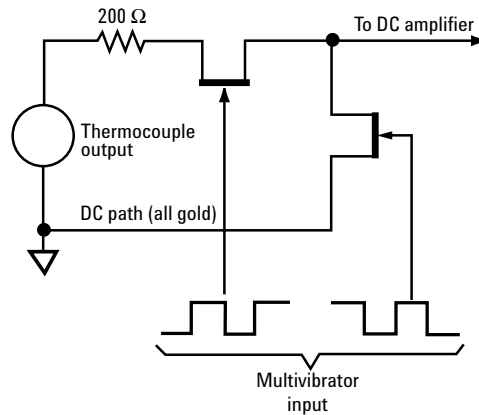 200 Ω
To DC amplifier
Thermocouple
output
DC path (all gold)
Multivibrator
input